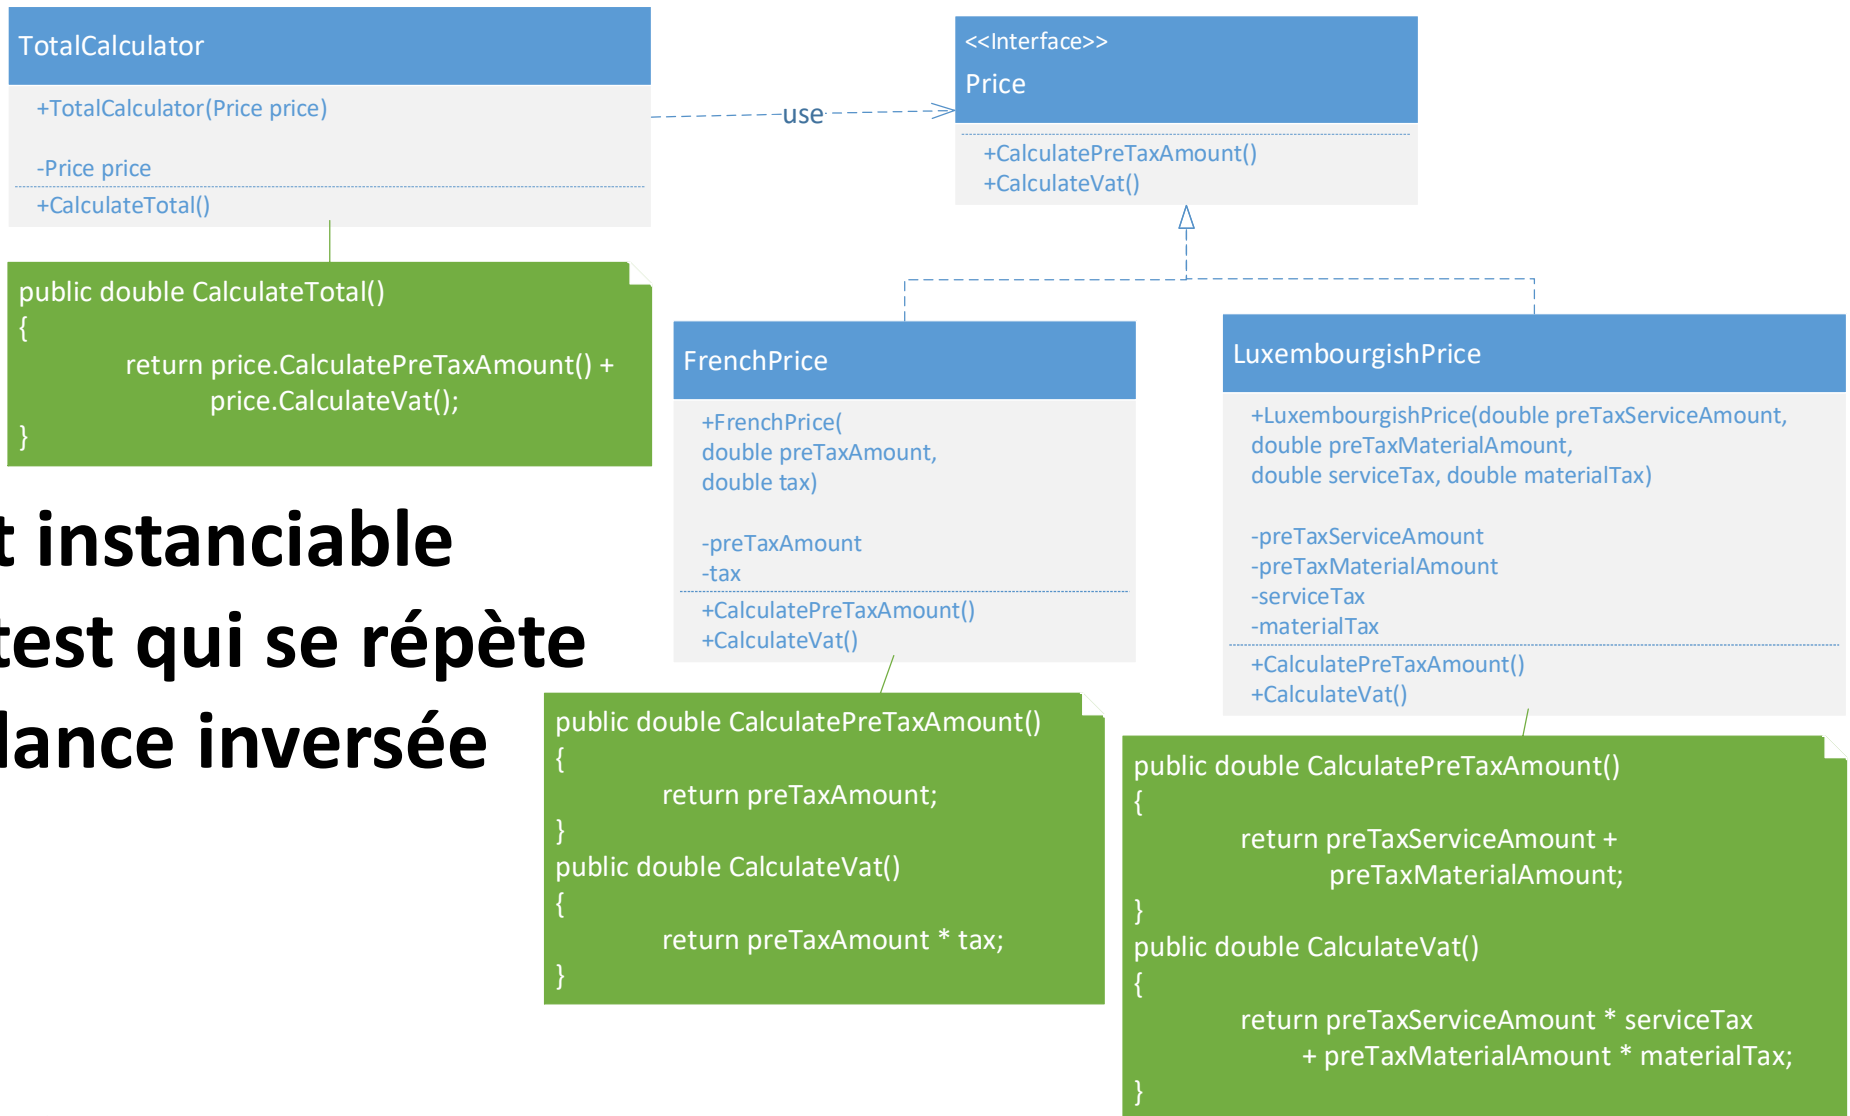 TotalCalculator
+TotalCalculator(Price price)
-Price price
+CalculateTotal()
use
<<Interface>>
Price
+CalculatePreTaxAmount()
+CalculateVat()
public double CalculateTotal()
{
return price.CalculatePreTaxAmount() +
price.CalculateVat();
}
t instanciable
test qui se répète
dance inversée
FrenchPrice
+FrenchPrice(
double preTaxAmount,
double tax)
-preTaxAmount
-tax
+CalculatePreTaxAmount()
+CalculateVat()
public double CalculatePreTaxAmount()
{
return preTaxAmount;
}
public double CalculateVat()
{
return preTaxAmount * tax;
}
LuxembourgishPrice
+LuxembourgishPrice(double preTaxServiceAmount,
double preTaxMaterialAmount,
double serviceTax, double materialTax)
-preTaxServiceAmount
-preTaxMaterialAmount
-serviceTax
-materialTax
+CalculatePreTaxAmount()
+CalculateVat()
public double CalculatePreTaxAmount()
{
return preTaxServiceAmount +
preTaxMaterialAmount;
}
public double CalculateVat()
{
return preTaxServiceAmount * serviceTax
+ preTaxMaterialAmount * materialTax;
}